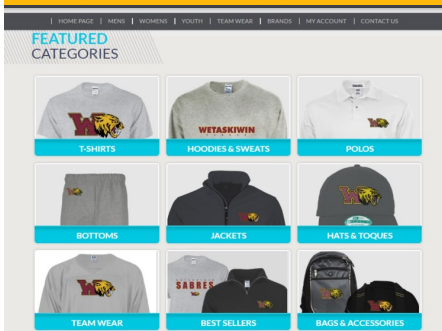 | HOME PAGE | MENS | WOMENS | YOUTH | TEAM WEAR | BRANDS | MY ACCOUNT | CONTACT US
FEATURED
CATEGORIES
W
T-SHIRTS
WETASKIWIN
HOODIES & SWEATS
W
POLOS
BOTTOMS
JACKETS
W
HATS & TOQUES
W
TEAM WEAR
SABRES
BEST SELLERS
W
BAGS & ACCESSORIES